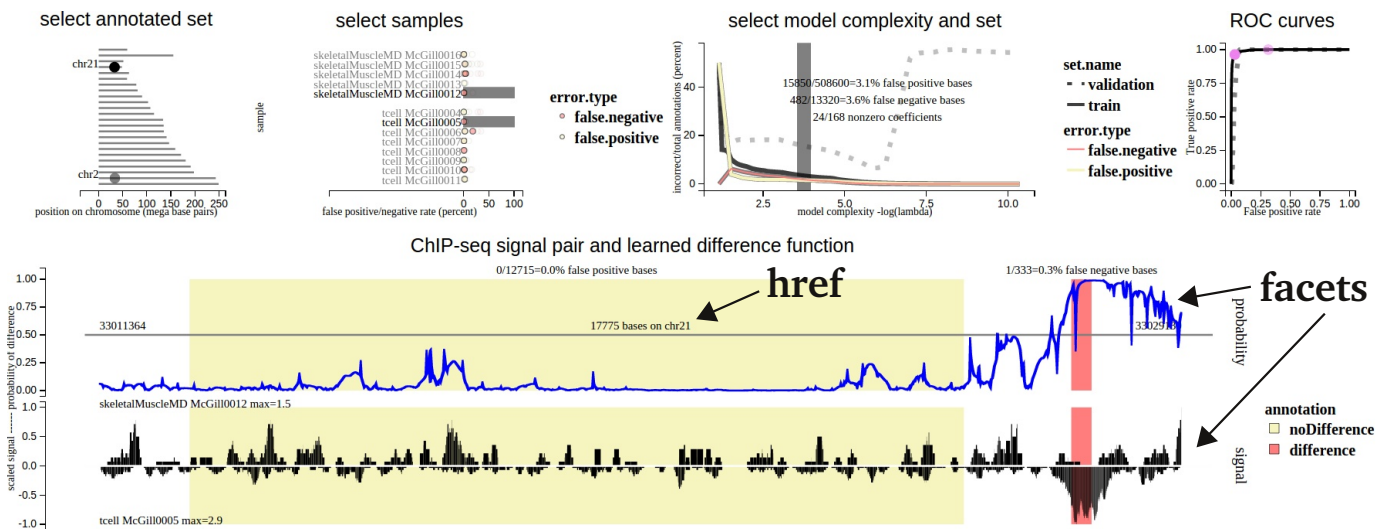 select annotated set
chr21
chr2
0 50 100 150 200 250
position on chromosome (mega base pairs)
select samples
sample
skeletalMuscleMD McGill0016
skeletalMuscleMD McGill0015
skeletalMuscleMD McGill0014
skeletalMuscleMD McGill0013
skeletalMuscleMD McGill0012
tcell McGill0004
tcell McGill0005
tcell McGill0006
tcell McGill0007
tcell McGill0008
tcell McGill0009
tcell McGill0010
tcell McGill0011
0 50 100
false positive/negative rate (percent)
error.type
false.negative
false.positive
select model complexity and set
incorrect/total annotations (percent)
40
20
0
15850/508600=3.1% false positive bases
482/13320=3.6% false negative bases
24/168 nonzero coefficients
2.5 5.0 7.5 10.0
model complexity -log(lambda)
set.name
validation
train
error.type
false.negative
false.positive
ROC curves
True positive rate
1.00
0.75
0.50
0.25
0.00
0.00 0.25 0.50 0.75 1.00
False positive rate
ChIP-seq signal pair and learned difference function
0/12715=0.0% false positive bases
1/333=0.3% false negative bases
href
facets
scaled signal ------ probability of difference
1.00
0.75
0.50
0.25
0.00
33011364
17775 bases on chr21
probability
skeletalMuscleMD McGill0012 max=1.5
1.0
0.5
0.0
-0.5
-1.0
signal
tcell McGill0005 max=2.9
annotation
noDifference
difference